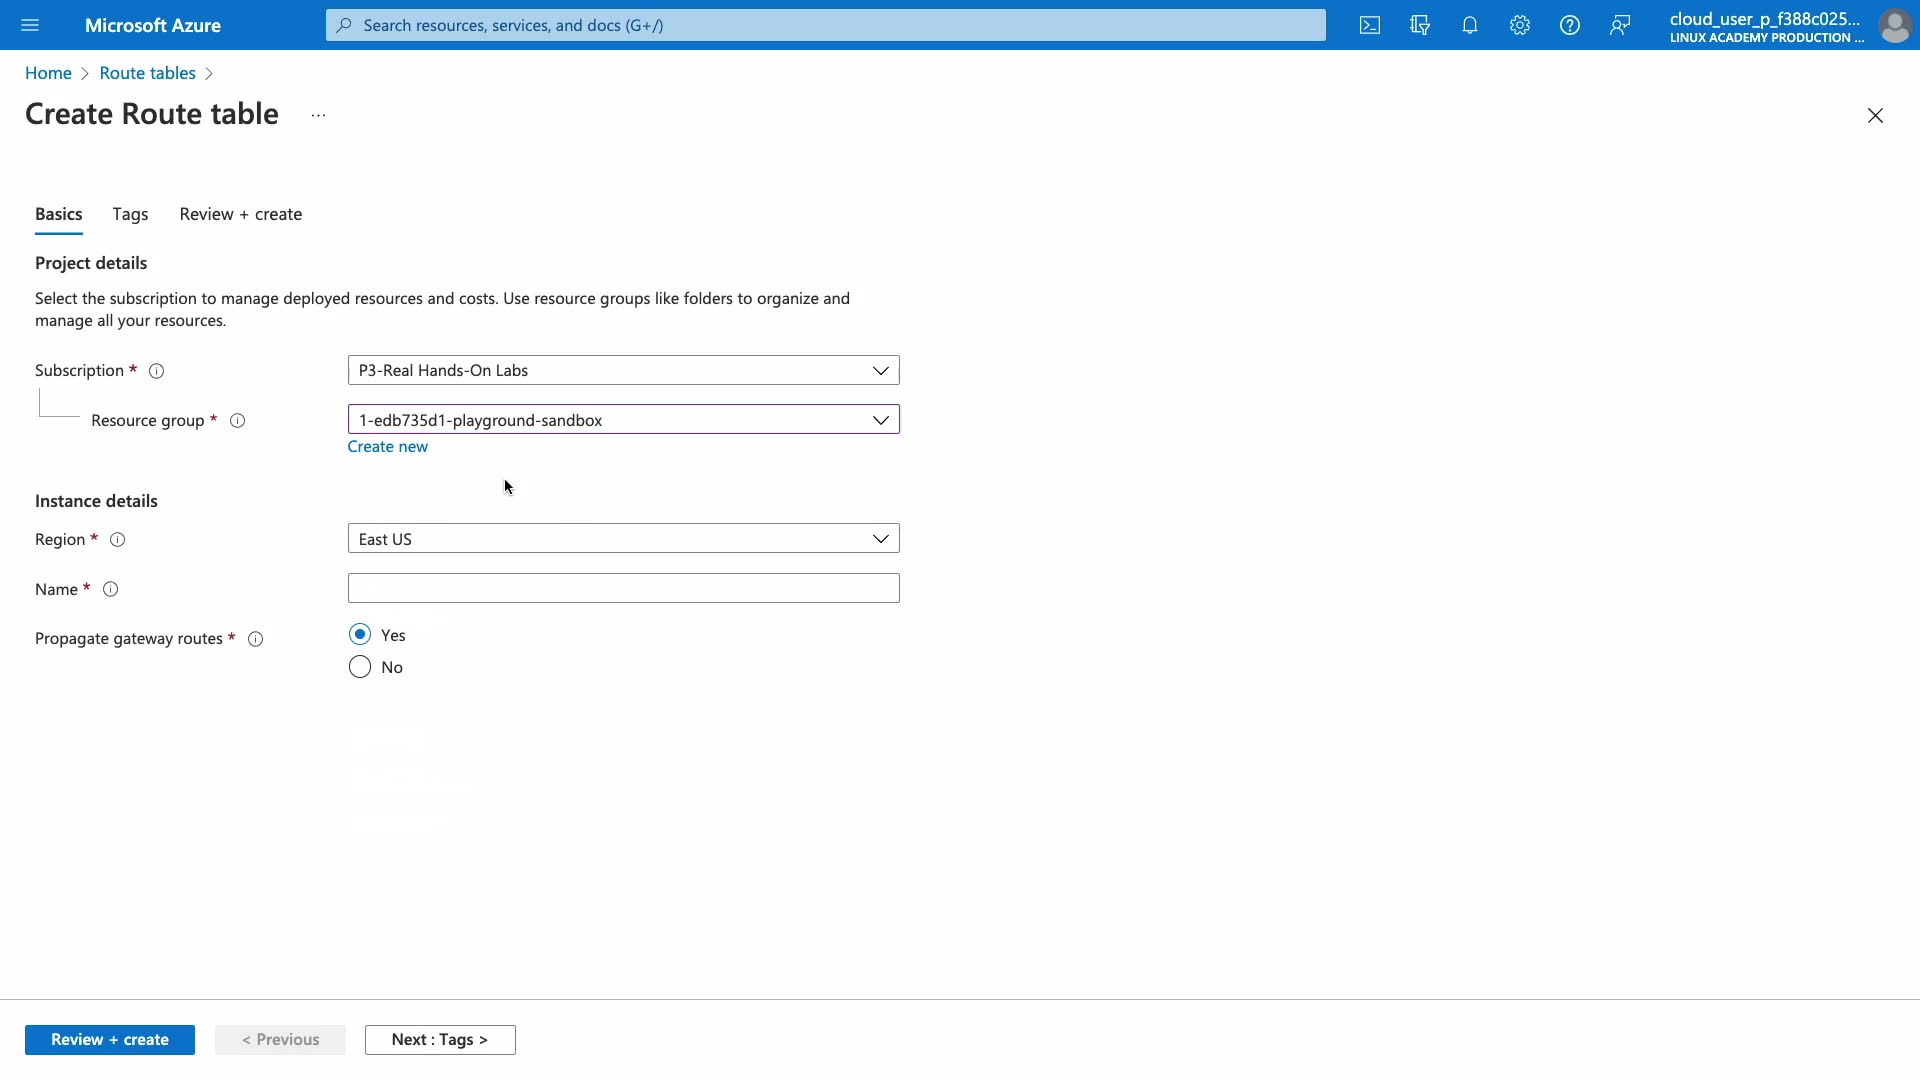 Microsoft Azure
Search resources, services, and docs (G+/)
cloud_user_p_f388c025...
LINUX ACADEMY PRODUCTION ...
Home > Route tables >
Create Route table ...
Basics Tags Review + create
Project details
Select the subscription to manage deployed resources and costs. Use resource groups like folders to organize and
manage all your resources.
Subscription *
P3-Real Hands-On Labs
Resource group *
1-edb735d1-playground-sandbox
Create new
Instance details
Region *
East US
Name *
Propagate gateway routes *
Yes
No
Review + create
< Previous
Next : Tags >